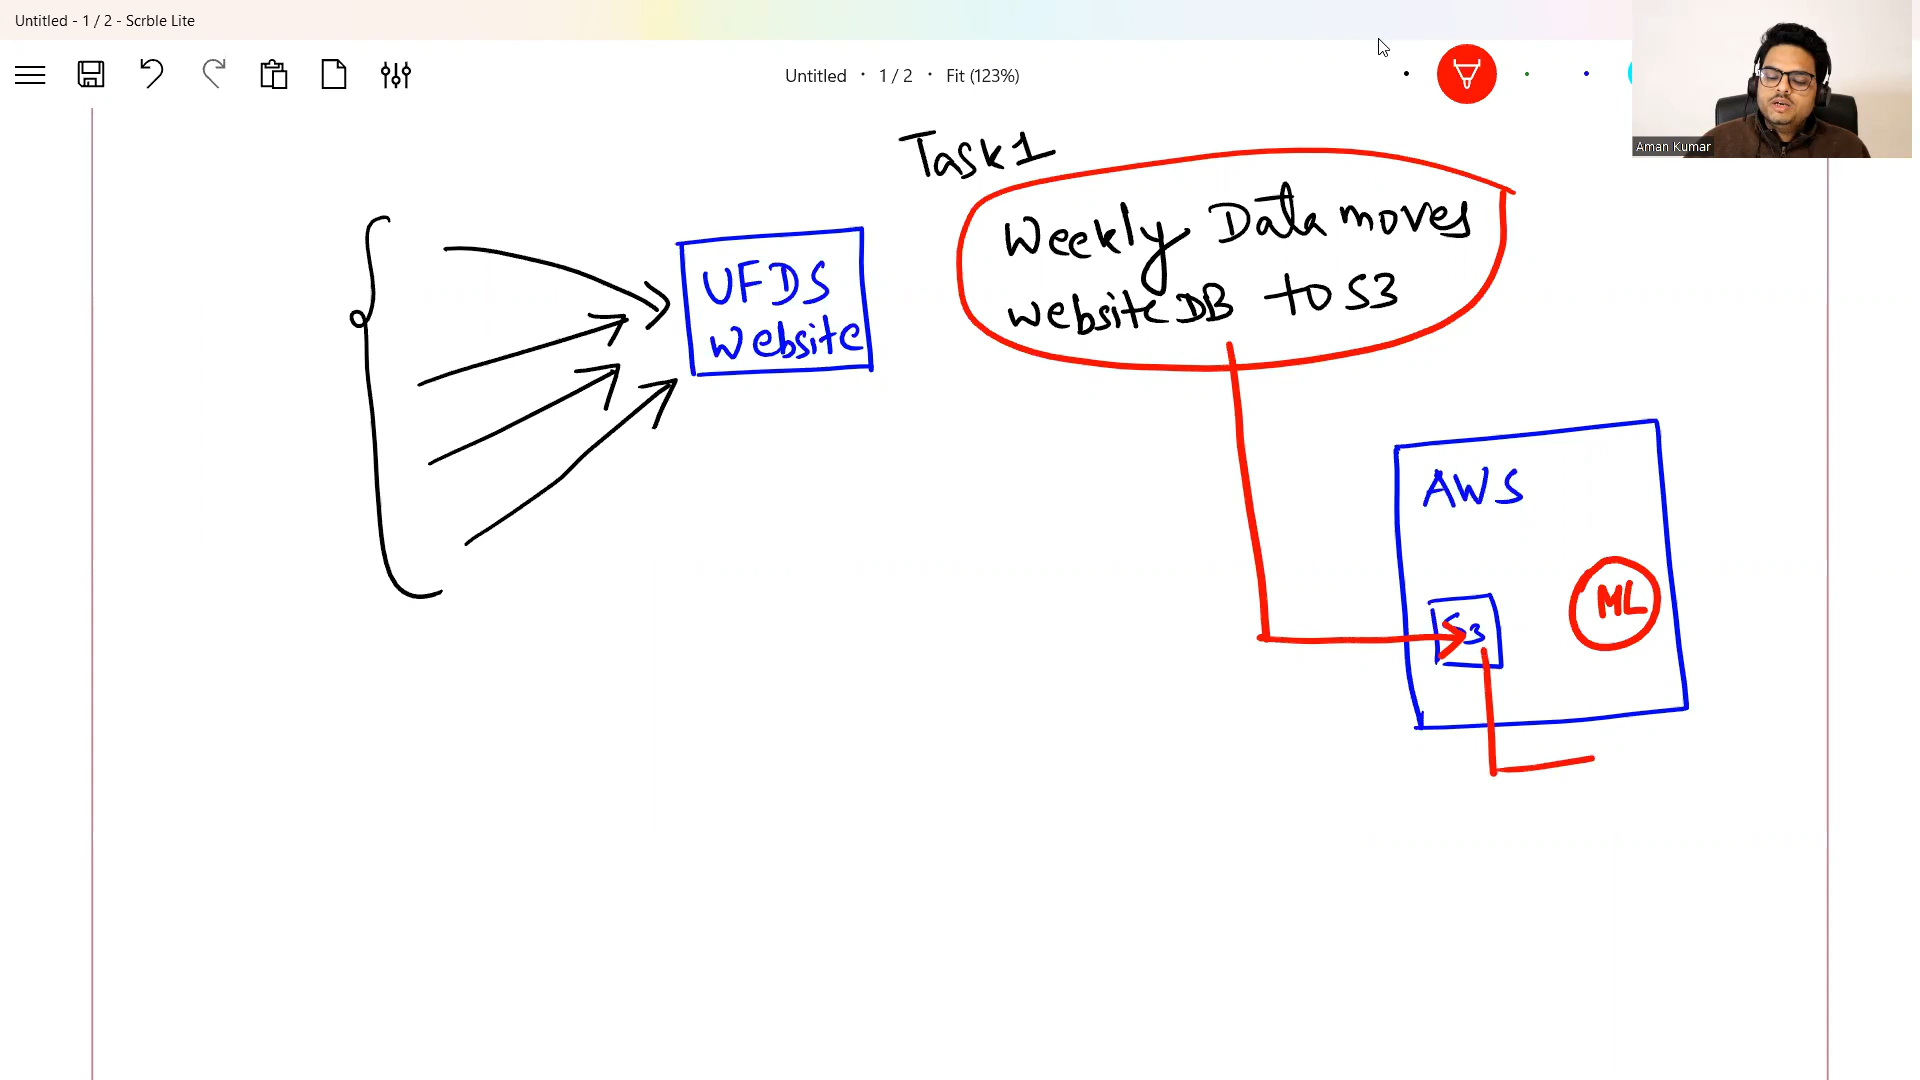 Untitled - 1 / 2 - Scrble Lite
Untitled • 1 / 2 • Fit (123%)
Aman Kumar
Task 1
Weekly Data moves
website DB to S3
UFDS
Website
AWS
S3
ML